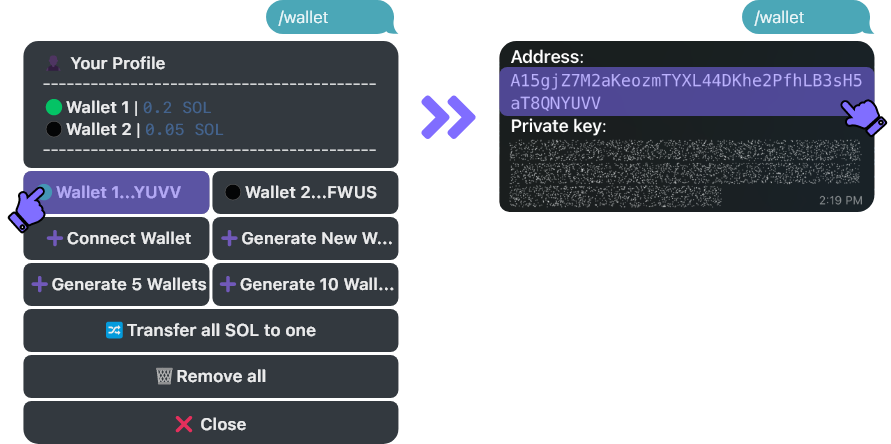 /wallet
Your Profile
Wallet 1 | 0.2 SOL
Wallet 2 | 0.05 SOL
Wallet 1...YUVV
Wallet 2...FWUS
Connect Wallet
Generate New W...
Generate 5 Wallets
Generate 10 Wall...
Transfer all SOL to one
Remove all
Close
/wallet
Address:
A15gjZ7M2aKeozmTYXL44DKhe2PfhLB3sH5
aT8QNYUVV
Private key:
2:19 PM